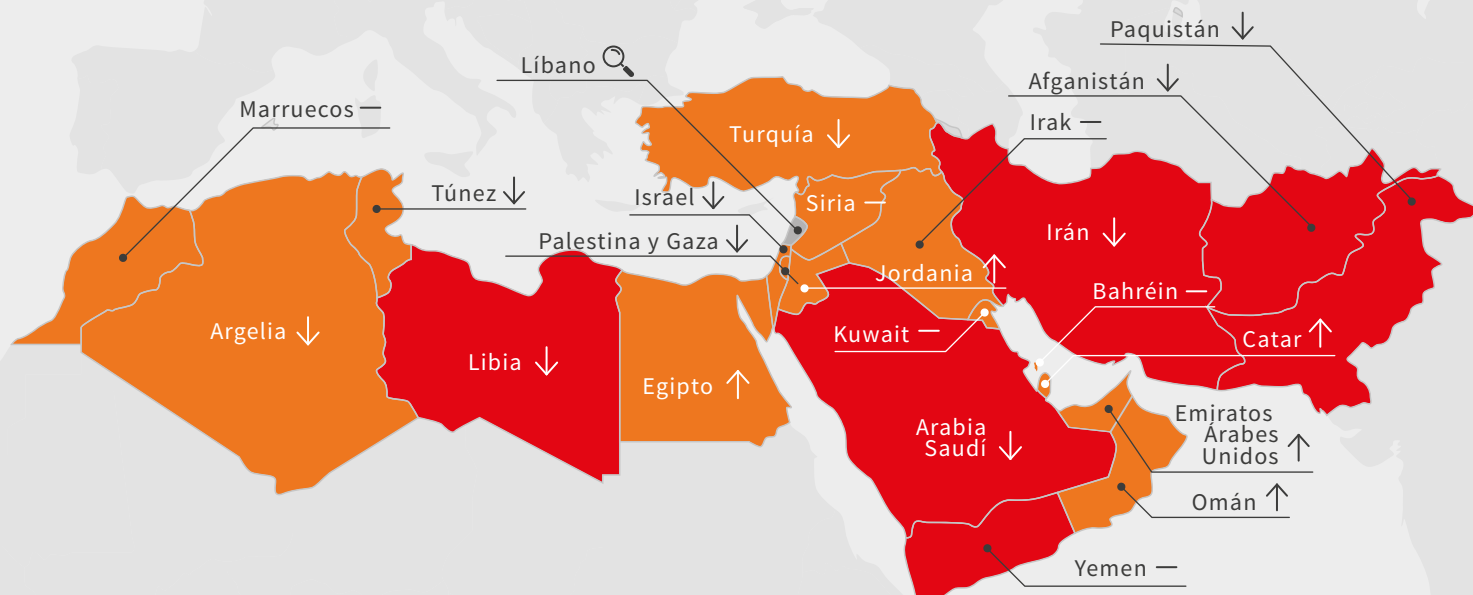 Paquistán ↓
Líbano
Afganistán ↓
Marruecos —
Irak —
Turquía ↓
Túnez ↓
Israel ↓
Siria —
Irán ↓
Palestina y Gaza ↓
Jordania ↑
Bahréin —
Argelia ↓
Kuwait —
Catar ↑
Libia ↓
Egipto ↑
Emiratos
Árabes
Unidos ↑
Arabia
Saudí ↓
Omán ↑
Yemen —